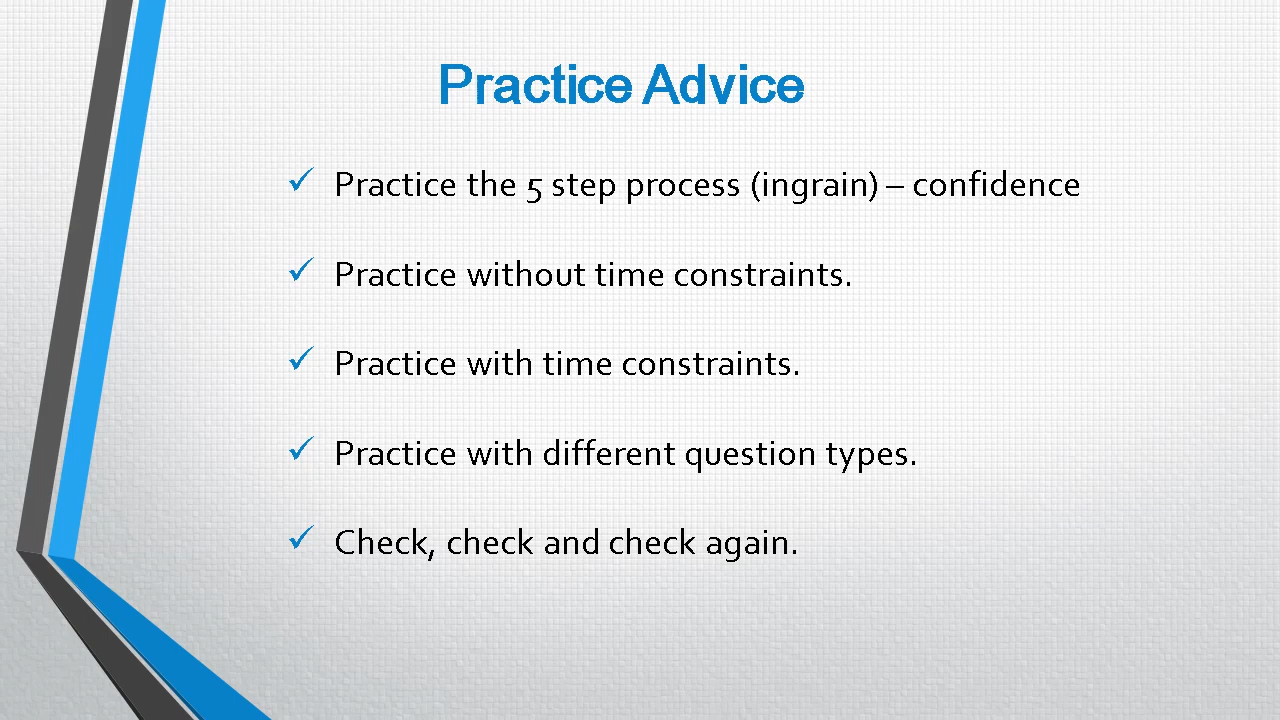 Practice Advice
✓ Practice the 5 step process (ingrain) – confidence
✓ Practice without time constraints.
✓ Practice with time constraints.
✓ Practice with different question types.
✓ Check, check and check again.